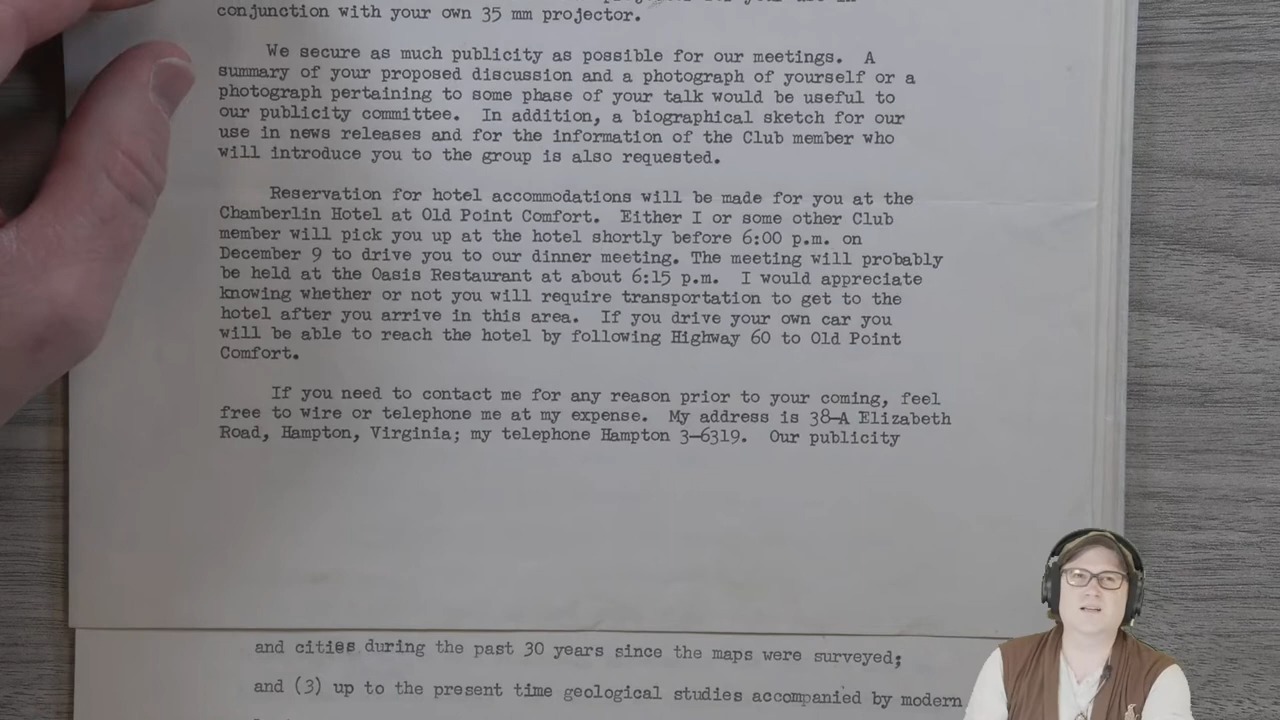 conjunction with your own 35 mm projector.
We secure as much publicity as possible for our meetings. A
summary of your proposed discussion and a photograph of yourself or a
photograph pertaining to some phase of your talk would be useful to
our publicity committee. In addition, a biographical sketch for our
use in news releases and for the information of the Club member who
will introduce you to the group is also requested.
Reservation for hotel accommodations will be made for you at the
Chamberlin Hotel at Old Point Comfort. Either I or some other Club
member will pick you up at the hotel shortly before 6:00 p.m. on
December 9 to drive you to our dinner meeting. The meeting will probably
be held at the Oasis Restaurant at about 6:15 p.m. I would appreciate
knowing whether or not you will require transportation to get to the
hotel after you arrive in this area. If you drive your own car you
will be able to reach the hotel by following Highway 60 to Old Point
Comfort.
If you need to contact me for any reason prior to your coming, feel
free to wire or telephone me at my expense. My address is 38-A Elizabeth
Road, Hampton, Virginia; my telephone Hampton 3-6319. Our publicity
and cities during the past 30 years since the maps were surveyed;
and (3) up to the present time geological studies accompanied by modern